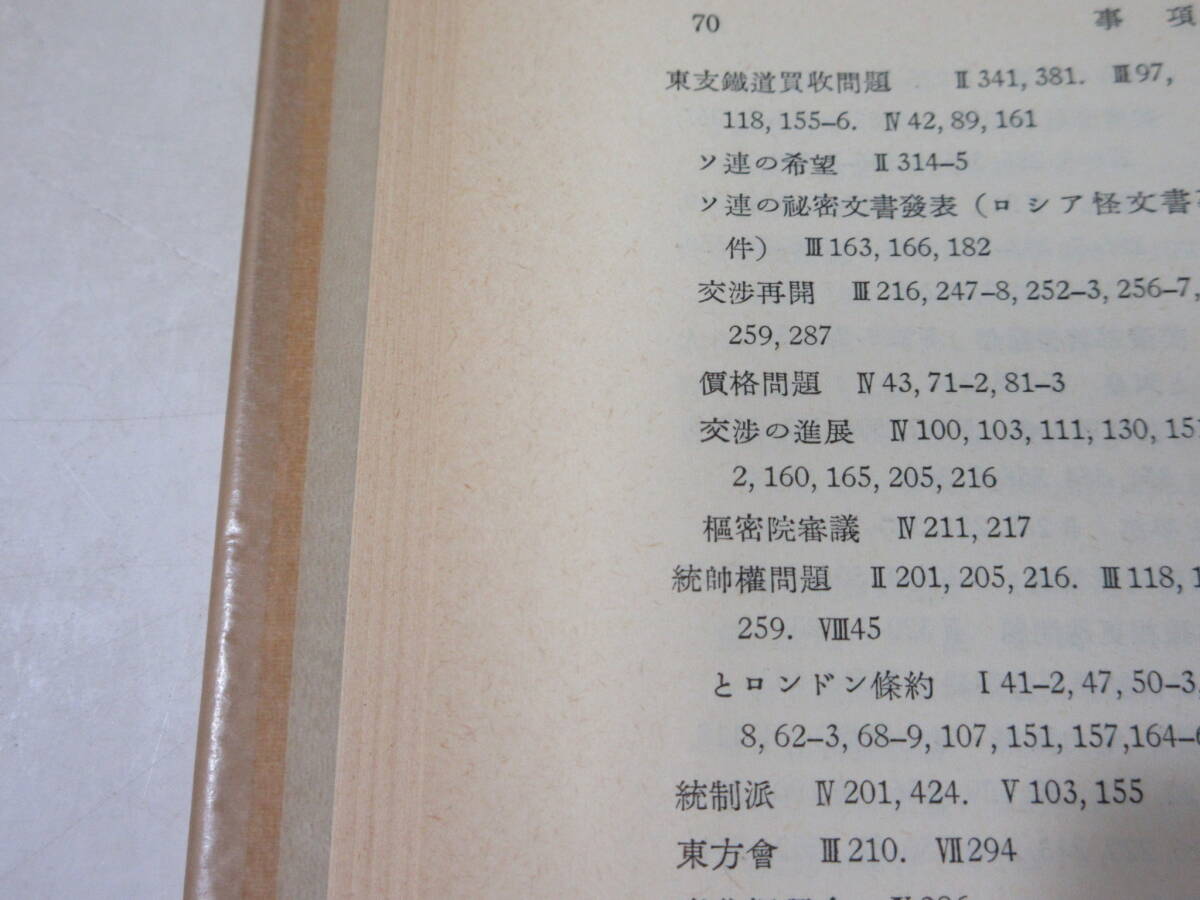 70 事項
東支鐵道買收問題 Ⅱ341, 381. Ⅲ97,
118, 155–6. Ⅳ42, 89, 161
ソ連の希望 Ⅱ314–5
ソ連の祕密文書發表（ロシア怪文書
件） Ⅲ163, 166, 182
交渉再開 Ⅲ216, 247–8, 252–3, 256–7,
259, 287
價格問題 Ⅳ43, 71–2, 81–3
交渉の進展 Ⅳ100, 103, 111, 130, 151
2, 160, 165, 205, 216
樞密院審議 Ⅳ211, 217
統帥權問題 Ⅱ201, 205, 216. Ⅲ118, 1
259. Ⅷ45
とロンドン條約 Ⅰ41–2, 47, 50–3,
8, 62–3, 68–9, 107, 151, 157, 164–6
統制派 Ⅳ201, 424. Ⅴ103, 155
東方會 Ⅲ210. Ⅶ294